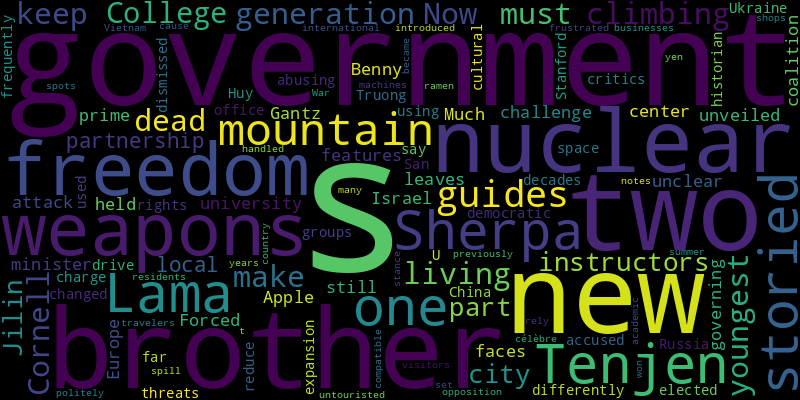 keep College generation Now must climbing Ukraine
frequently Vietnam cause international introduced frustrated businesses shops
government
dismissed abusing Benny became cultural Stanford critics historian coalition
Huy spots machines ramen War yen
prime office Gantz Truong using Much challenge center unveiled
dead mountain nuclear
partnership handled features say San space
freedom leaves decades notes unclear
attack used held rights university many Israel guides democratic
weapons s Sherpa two
groups U previously summer
minister drive local country stance living instructors
charge years still China
changed residents make Apple one part new governing youngest storied
Jilin Cornell Lama
Forced travelers t rely academic
brother
Europe far spill reduce expansion compatible célèbre faces accused Russia
Tenjen
visitors city won
threats politely untouristed set opposition differently elected